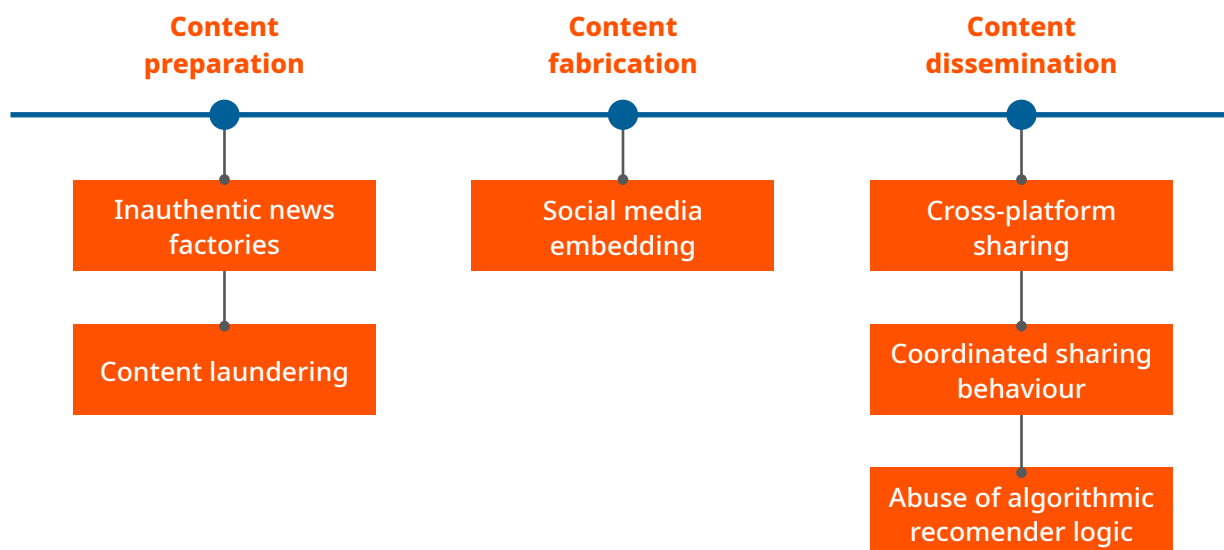 Content
preparation
Content
fabrication
Content
dissemination
Inauthentic news
factories
Social media
embedding
Cross-platform
sharing
Content laundering
Coordinated sharing
behaviour
Abuse of algorithmic
recomender logic